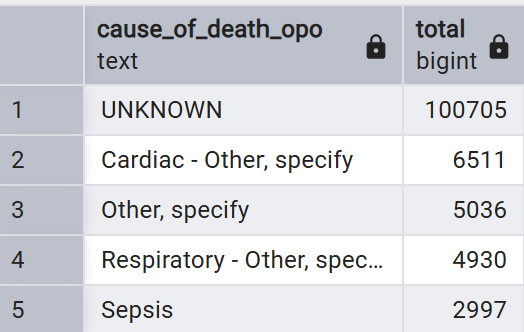 cause_of_death_opo total
text bigint
1 UNKNOWN 100705
2 Cardiac - Other, specify 6511
3 Other, specify 5036
4 Respiratory - Other, spec... 4930
5 Sepsis 2997